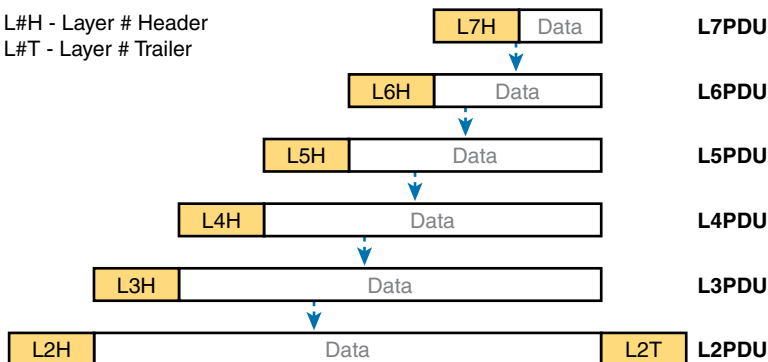 L#H - Layer # Header
L#T - Layer # Trailer
L7H Data L7PDU
L6H Data L6PDU
L5H Data L5PDU
L4H Data L4PDU
L3H Data L3PDU
L2H Data L2T L2PDU